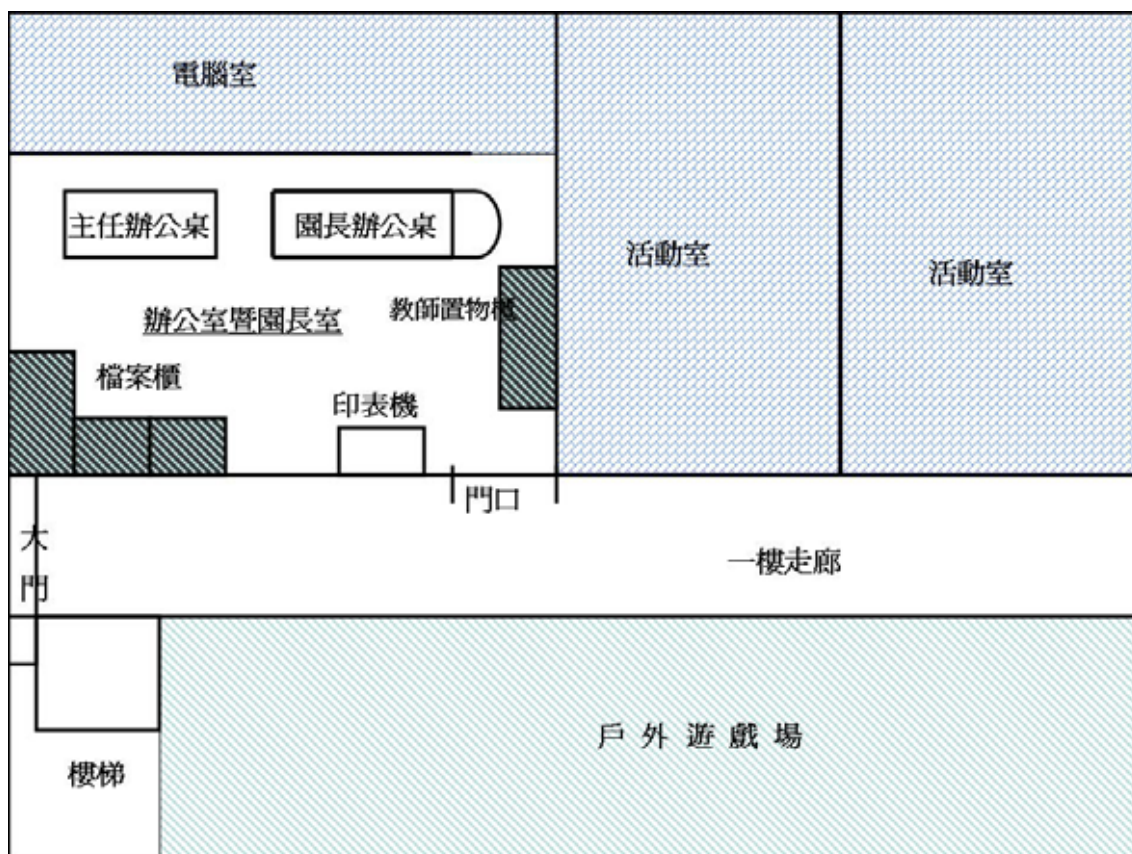 電腦室
主任辦公桌
園長辦公桌
活動室
活動室
教師置物櫃
辦公室暨園長室
檔案櫃
印表機
門口
大門
一樓走廊
戶外遊戲場
樓梯